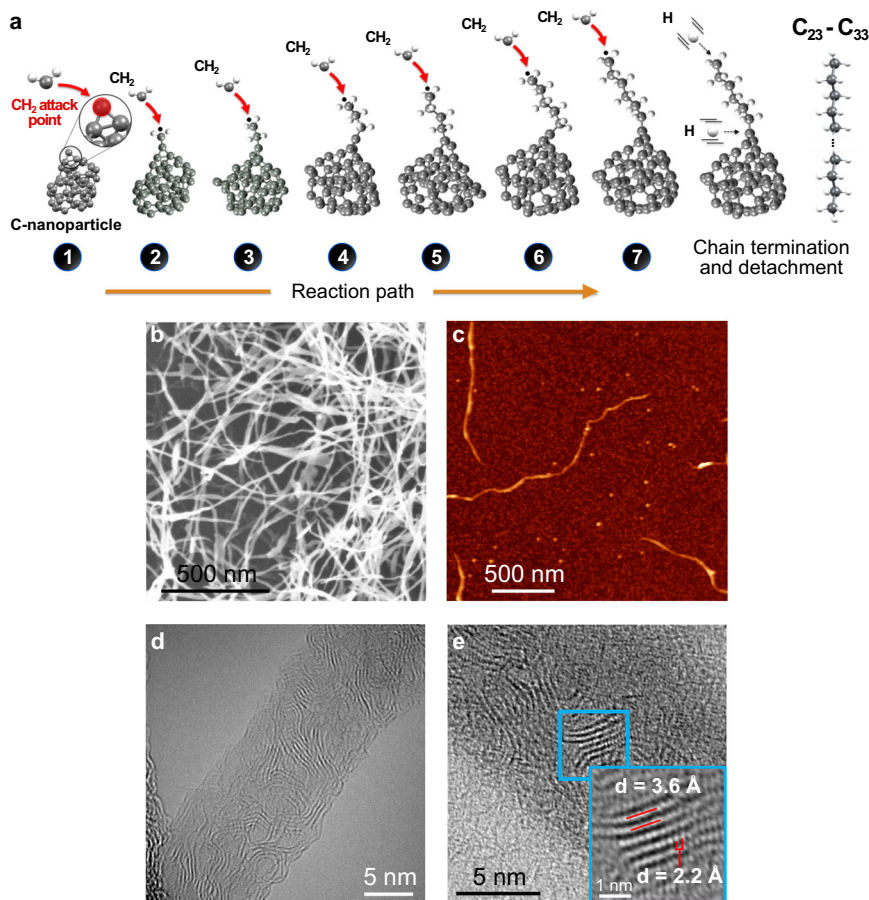 a
CH2
CH2
CH2
CH2
CH2
CH2
H
C23 - C33
CH2 attack
point
H
C-nanoparticle
1
2
3
4
5
6
7
Chain termination
and detachment
Reaction path
b
500 nm
c
500 nm
d
5 nm
e
5 nm
d = 3.6 Å
d = 2.2 Å
1 nm